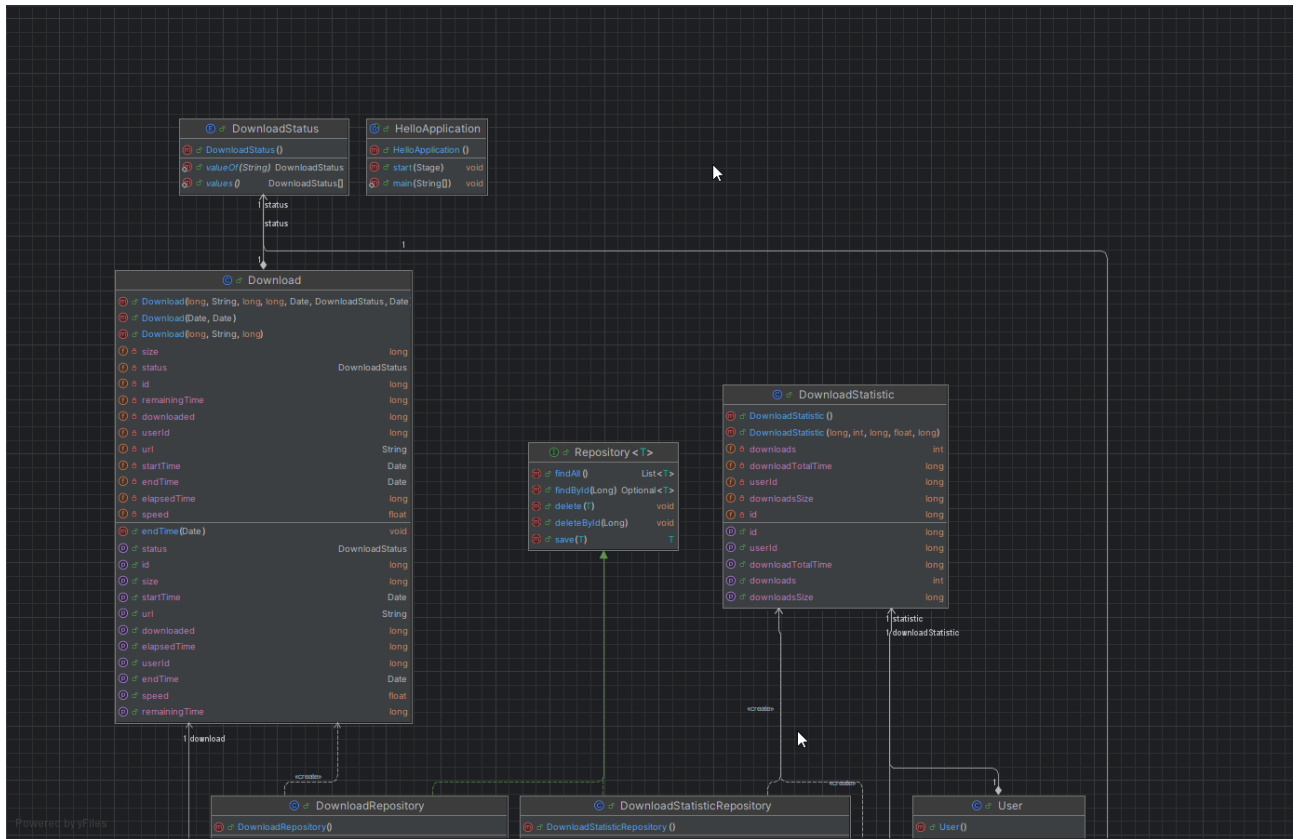 DownloadStatus
DownloadStatus()
valueOf(String) DownloadStatus
values() DownloadStatus[]
HelloApplication
HelloApplication ()
start(Stage) void
main(String[]) void
1 status
status
1
1
Download
Download(long, String, long, long, Date, DownloadStatus, Date
Download(Date, Date)
Download(long, String, long)
size long
status DownloadStatus
id long
remainingTime long
downloaded long
userId long
url String
startTime Date
endTime Date
elapsedTime long
speed float
endTime(Date) void
status DownloadStatus
id long
size long
startTime Date
url String
downloaded long
elapsedTime long
userId long
endTime Date
speed float
remainingTime long
Repository<T>
findAll() List<T>
findById(Long) Optional<T>
delete(T) void
deleteById(Long) void
save(T) T
DownloadStatistic
DownloadStatistic ()
DownloadStatistic (long, int, long, float, long)
downloads int
downloadTotalTime long
userId long
downloadsSize long
id long
id long
userId long
downloadTotalTime long
downloads int
downloadsSize long
1 statistic
1 downloadStatistic
«create»
1 download
«create»
«create»
1
DownloadRepository
DownloadRepository()
DownloadStatisticRepository
DownloadStatisticRepository ()
User
User()
Powered by yFiles